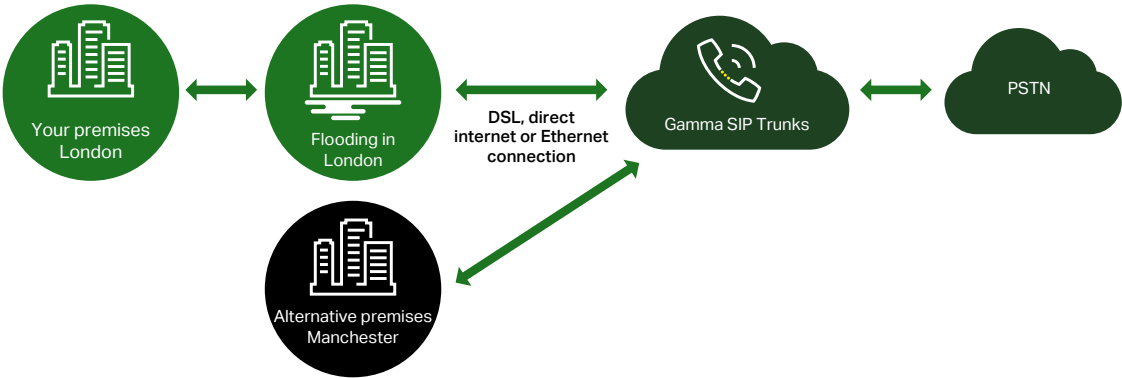 Your premises
London
Flooding in
London
DSL, direct
internet or Ethernet
connection
Gamma SIP Trunks
PSTN
Alternative premises
Manchester